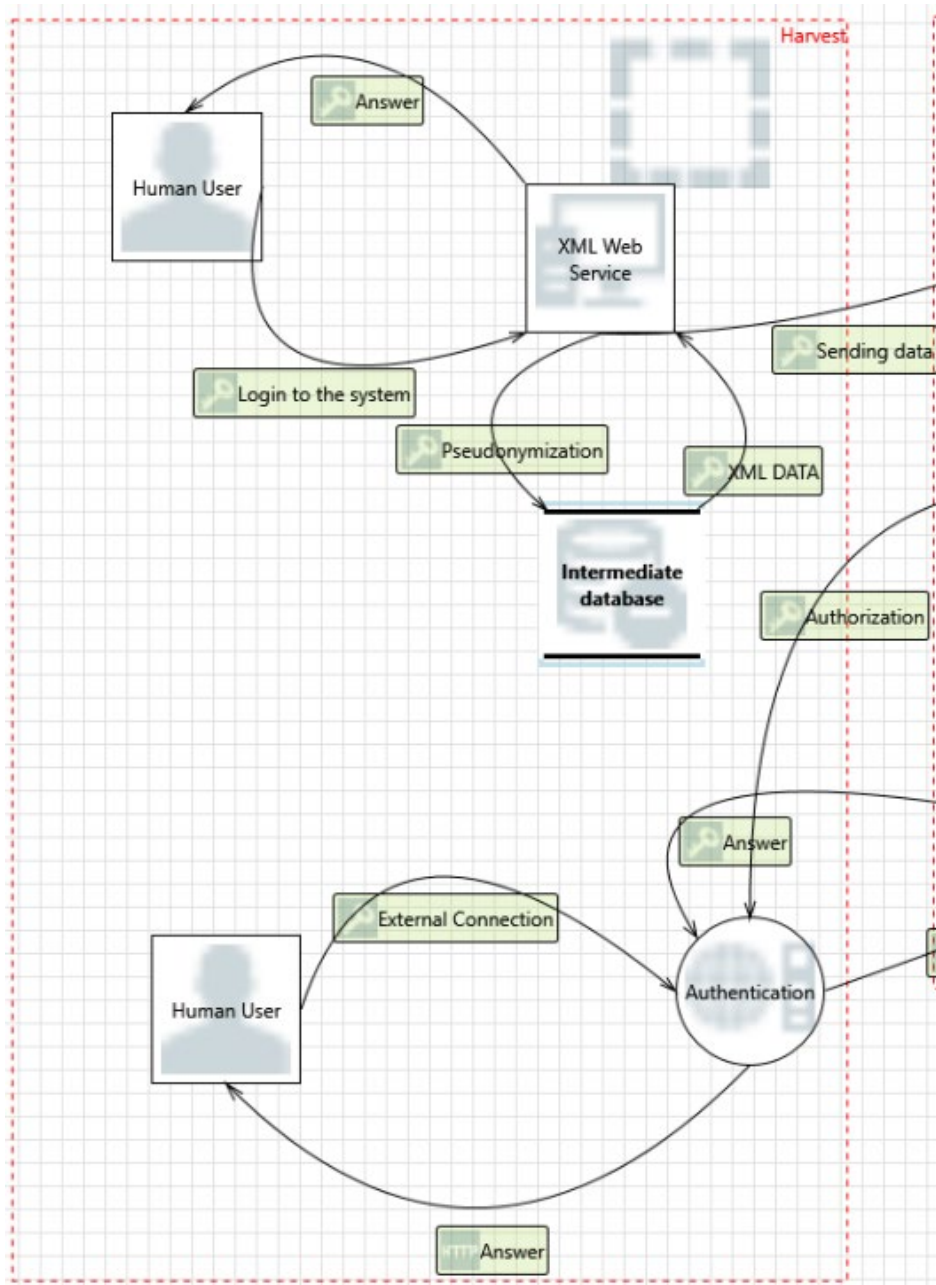 Harvest
Answer
Human User
XML Web
Service
Sending data
Login to the system
Pseudonymization
XML DATA
Intermediate
database
Authorization
Answer
External Connection
Authentication
Human User
HTTP
Answer